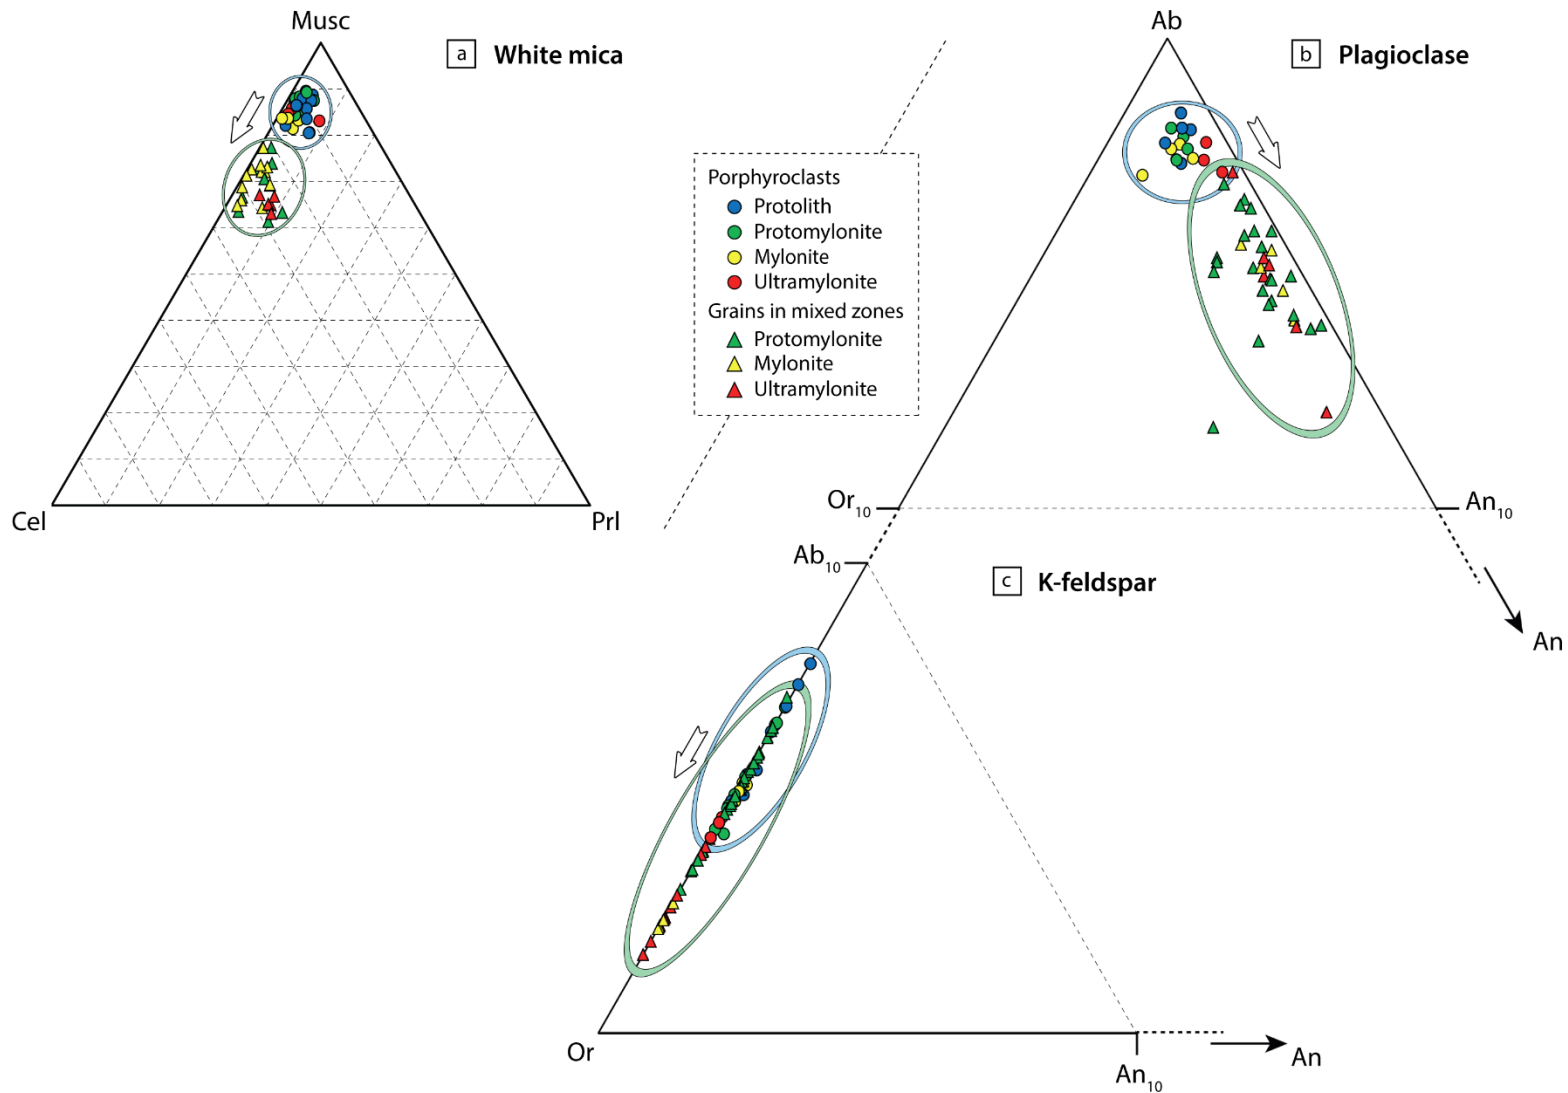 Musc
a White mica
Cel
Prl
Ab
b Plagioclase
Or10
An10
An
Porphyroclasts
Protolith
Protomylonite
Mylonite
Ultramylonite
Grains in mixed zones
Protomylonite
Mylonite
Ultramylonite
Ab10
c K-feldspar
Or
An10
An